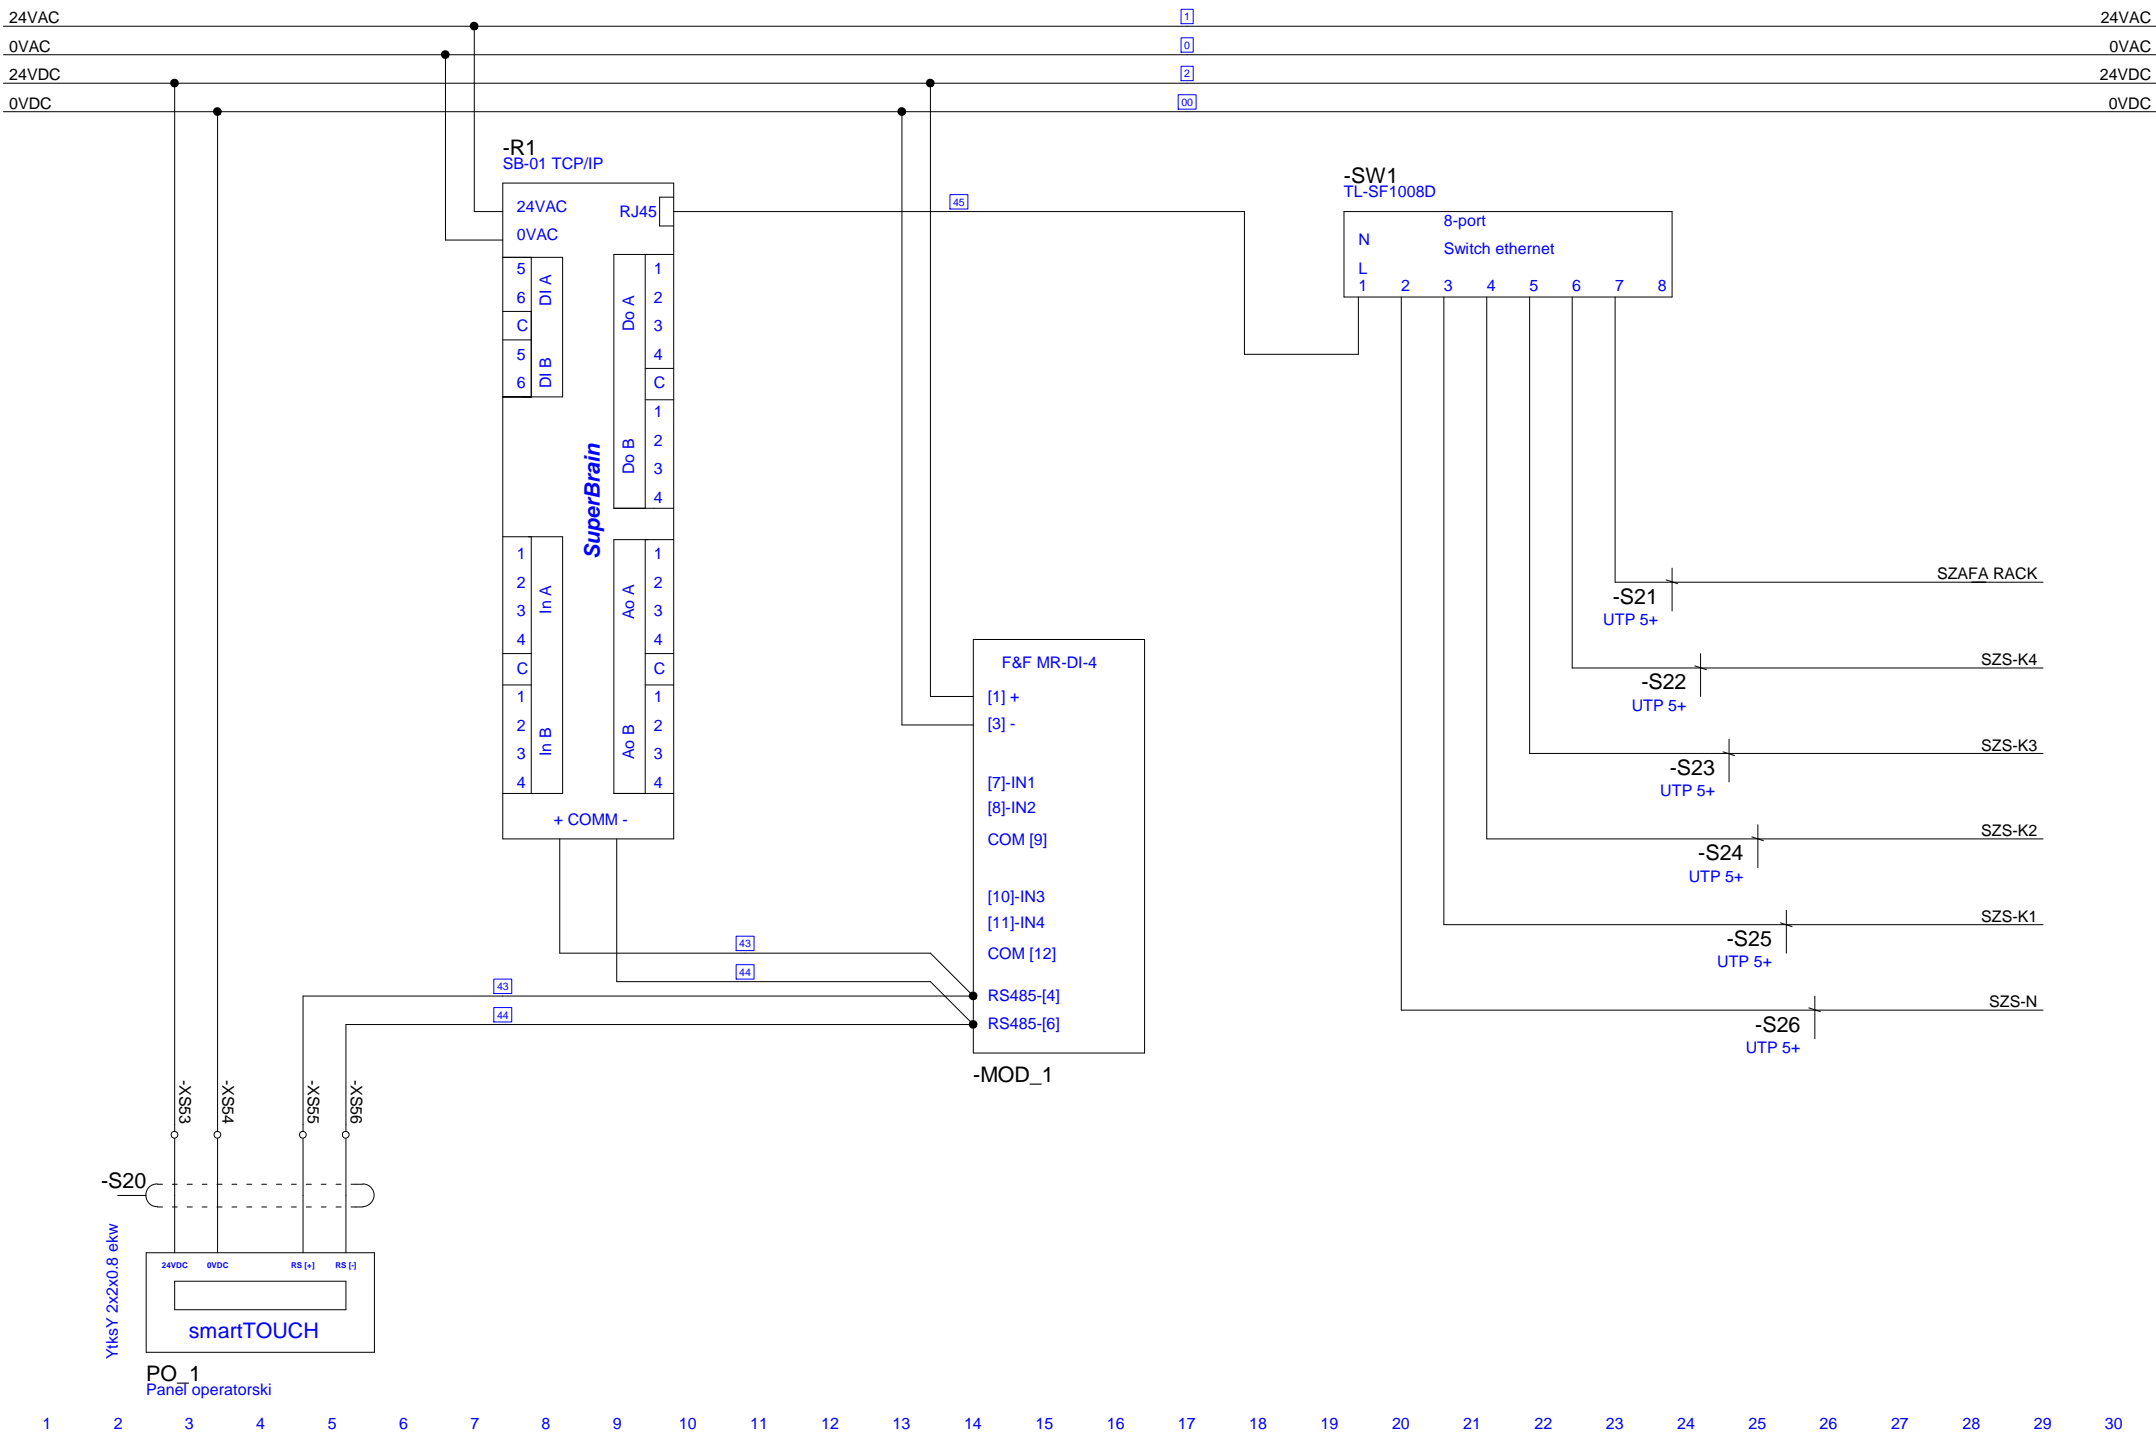 24VAC 1 24VAC
0VAC 0 0VAC
24VDC 2 24VDC
0VDC 00 0VDC
-R1
SB-01 TCP/IP
24VAC RJ45
0VAC
5
6
C
5
6
DI A
DI B
Do A
Do B
1
2
3
4
C
1
2
3
4
SuperBrain
1
2
3
4
C
1
2
3
4
In A
In B
Ao A
Ao B
1
2
3
4
C
1
2
3
4
+ COMM -
45
-SW1
TL-SF1008D
8-port
Switch ethernet
N
L
1 2 3 4 5 6 7 8
SZAFA RACK
-S21
UTP 5+
SZS-K4
-S22
UTP 5+
SZS-K3
-S23
UTP 5+
SZS-K2
-S24
UTP 5+
SZS-K1
-S25
UTP 5+
SZS-N
-S26
UTP 5+
F&F MR-DI-4
[1] +
[3] -
[7]-IN1
[8]-IN2
COM [9]
[10]-IN3
[11]-IN4
COM [12]
RS485-[4]
RS485-[6]
-MOD_1
43
44
43
44
-XS53
-XS54
-XS55
-XS56
-S20
YtksY 2x2x0.8 ekw
24VDC 0VDC RS [+] RS [-]
smartTOUCH
PO_1
Panel operatorski
1 2 3 4 5 6 7 8 9 10 11 12 13 14 15 16 17 18 19 20 21 22 23 24 25 26 27 28 29 30